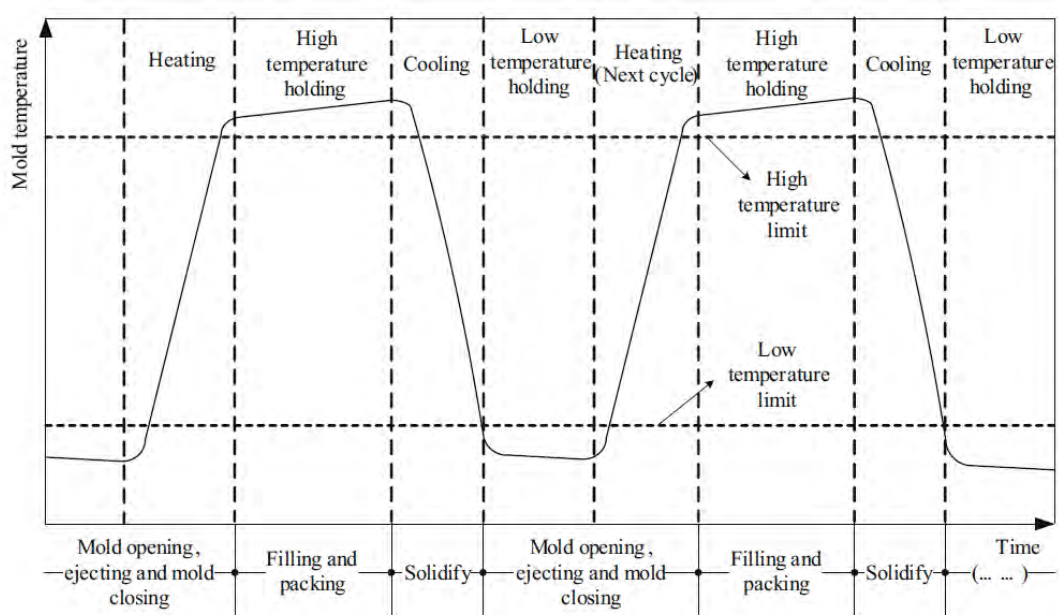 Mold temperature
Heating
High
temperature
holding
Cooling
Low
temperature
holding
Heating
(Next cycle)
High
temperature
holding
Cooling
Low
temperature
holding
High
temperature
limit
Low
temperature
limit
Mold opening,
ejecting and mold
closing
Filling and
packing
Solidify
Mold opening,
ejecting and mold
closing
Filling and
packing
Solidify
Time
(... ...)